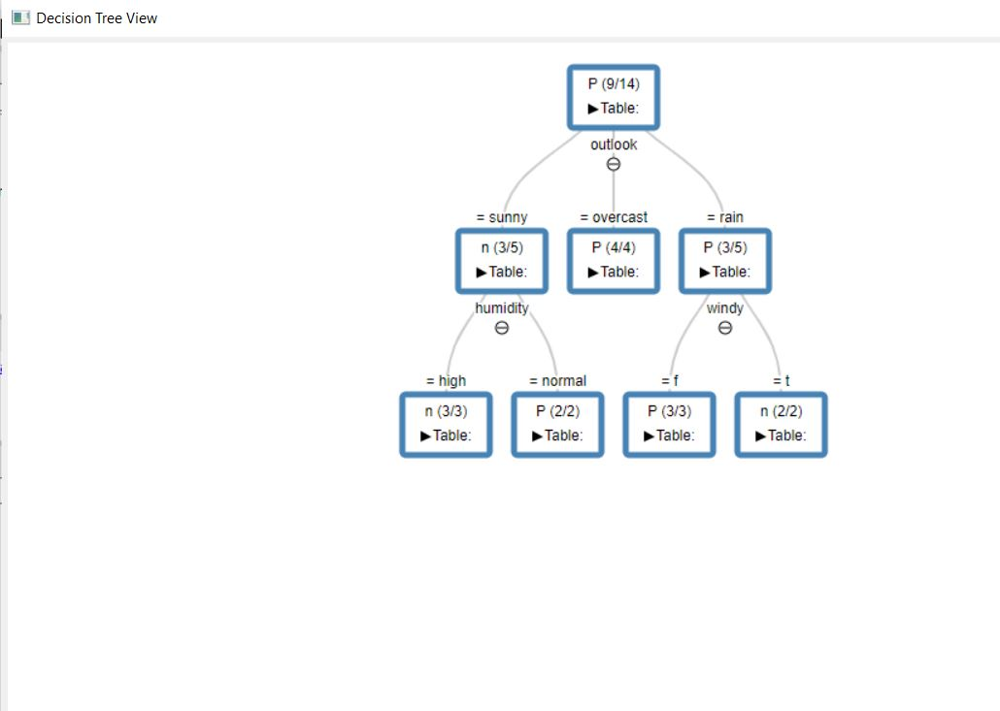 Decision Tree View
P (9/14)
▶Table:
outlook
= sunny
= overcast
= rain
n (3/5)
▶Table:
P (4/4)
▶Table:
P (3/5)
▶Table:
humidity
windy
= high
= normal
= f
= t
n (3/3)
▶Table:
P (2/2)
▶Table:
P (3/3)
▶Table:
n (2/2)
▶Table: